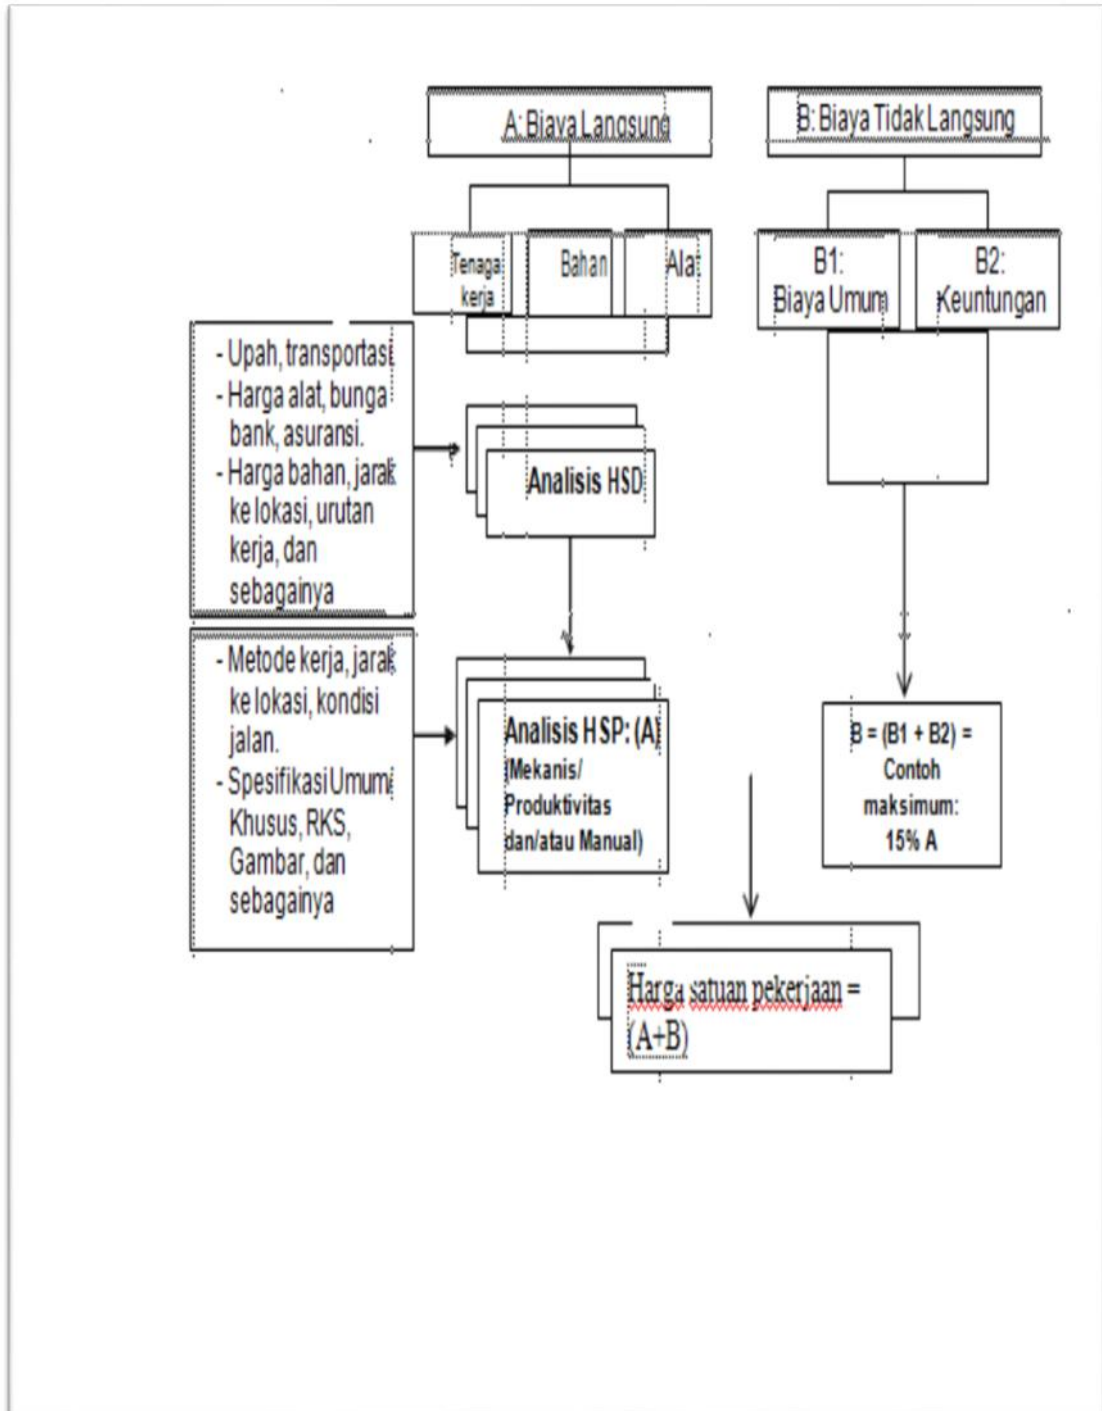 A: Biaya Langsung
B: Biaya Tidak Langsung
Tenaga
kerja
Bahan
Alat
B1:
Biaya Umum
B2:
Keuntungan
- Upah, transportasi
- Harga alat, bunga
bank, asuransi.
- Harga bahan, jarak
ke lokasi, urutan
kerja, dan
sebagainya
Analisis HSD
- Metode kerja, jarak
ke lokasi, kondisi
jalan.
- Spesifikasi Umum,
Khusus, RKS,
Gambar, dan
sebagainya
Analisis HSP: (A)
(Mekanis/
Produktivitas
dan/atau Manual)
B = (B1 + B2) =
Contoh
maksimum:
15% A
Harga satuan pekerjaan =
(A+B)